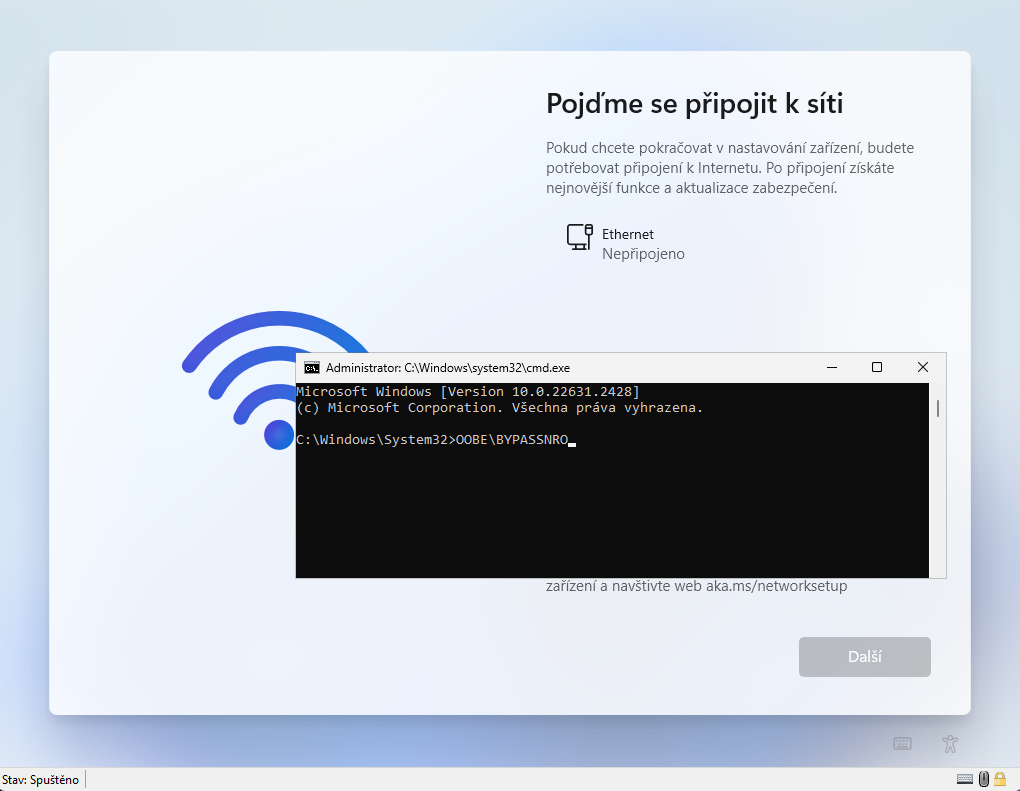 Pojďme se připojit k síti
Pokud chcete pokračovat v nastavování zařízení, budete
potřebovat připojení k Internetu. Po připojení získáte
nejnovější funkce a aktualizace zabezpečení.
Ethernet
Nepřipojeno
Administrator: C:\Windows\system32\cmd.exe
Microsoft Windows [Version 10.0.22631.2428]
(c) Microsoft Corporation. Všechna práva vyhrazena.
C:\Windows\System32>OOBE\BYPASSNRO
zařízení a navštivte web aka.ms/networksetup
Další
Stav: Spuštěno